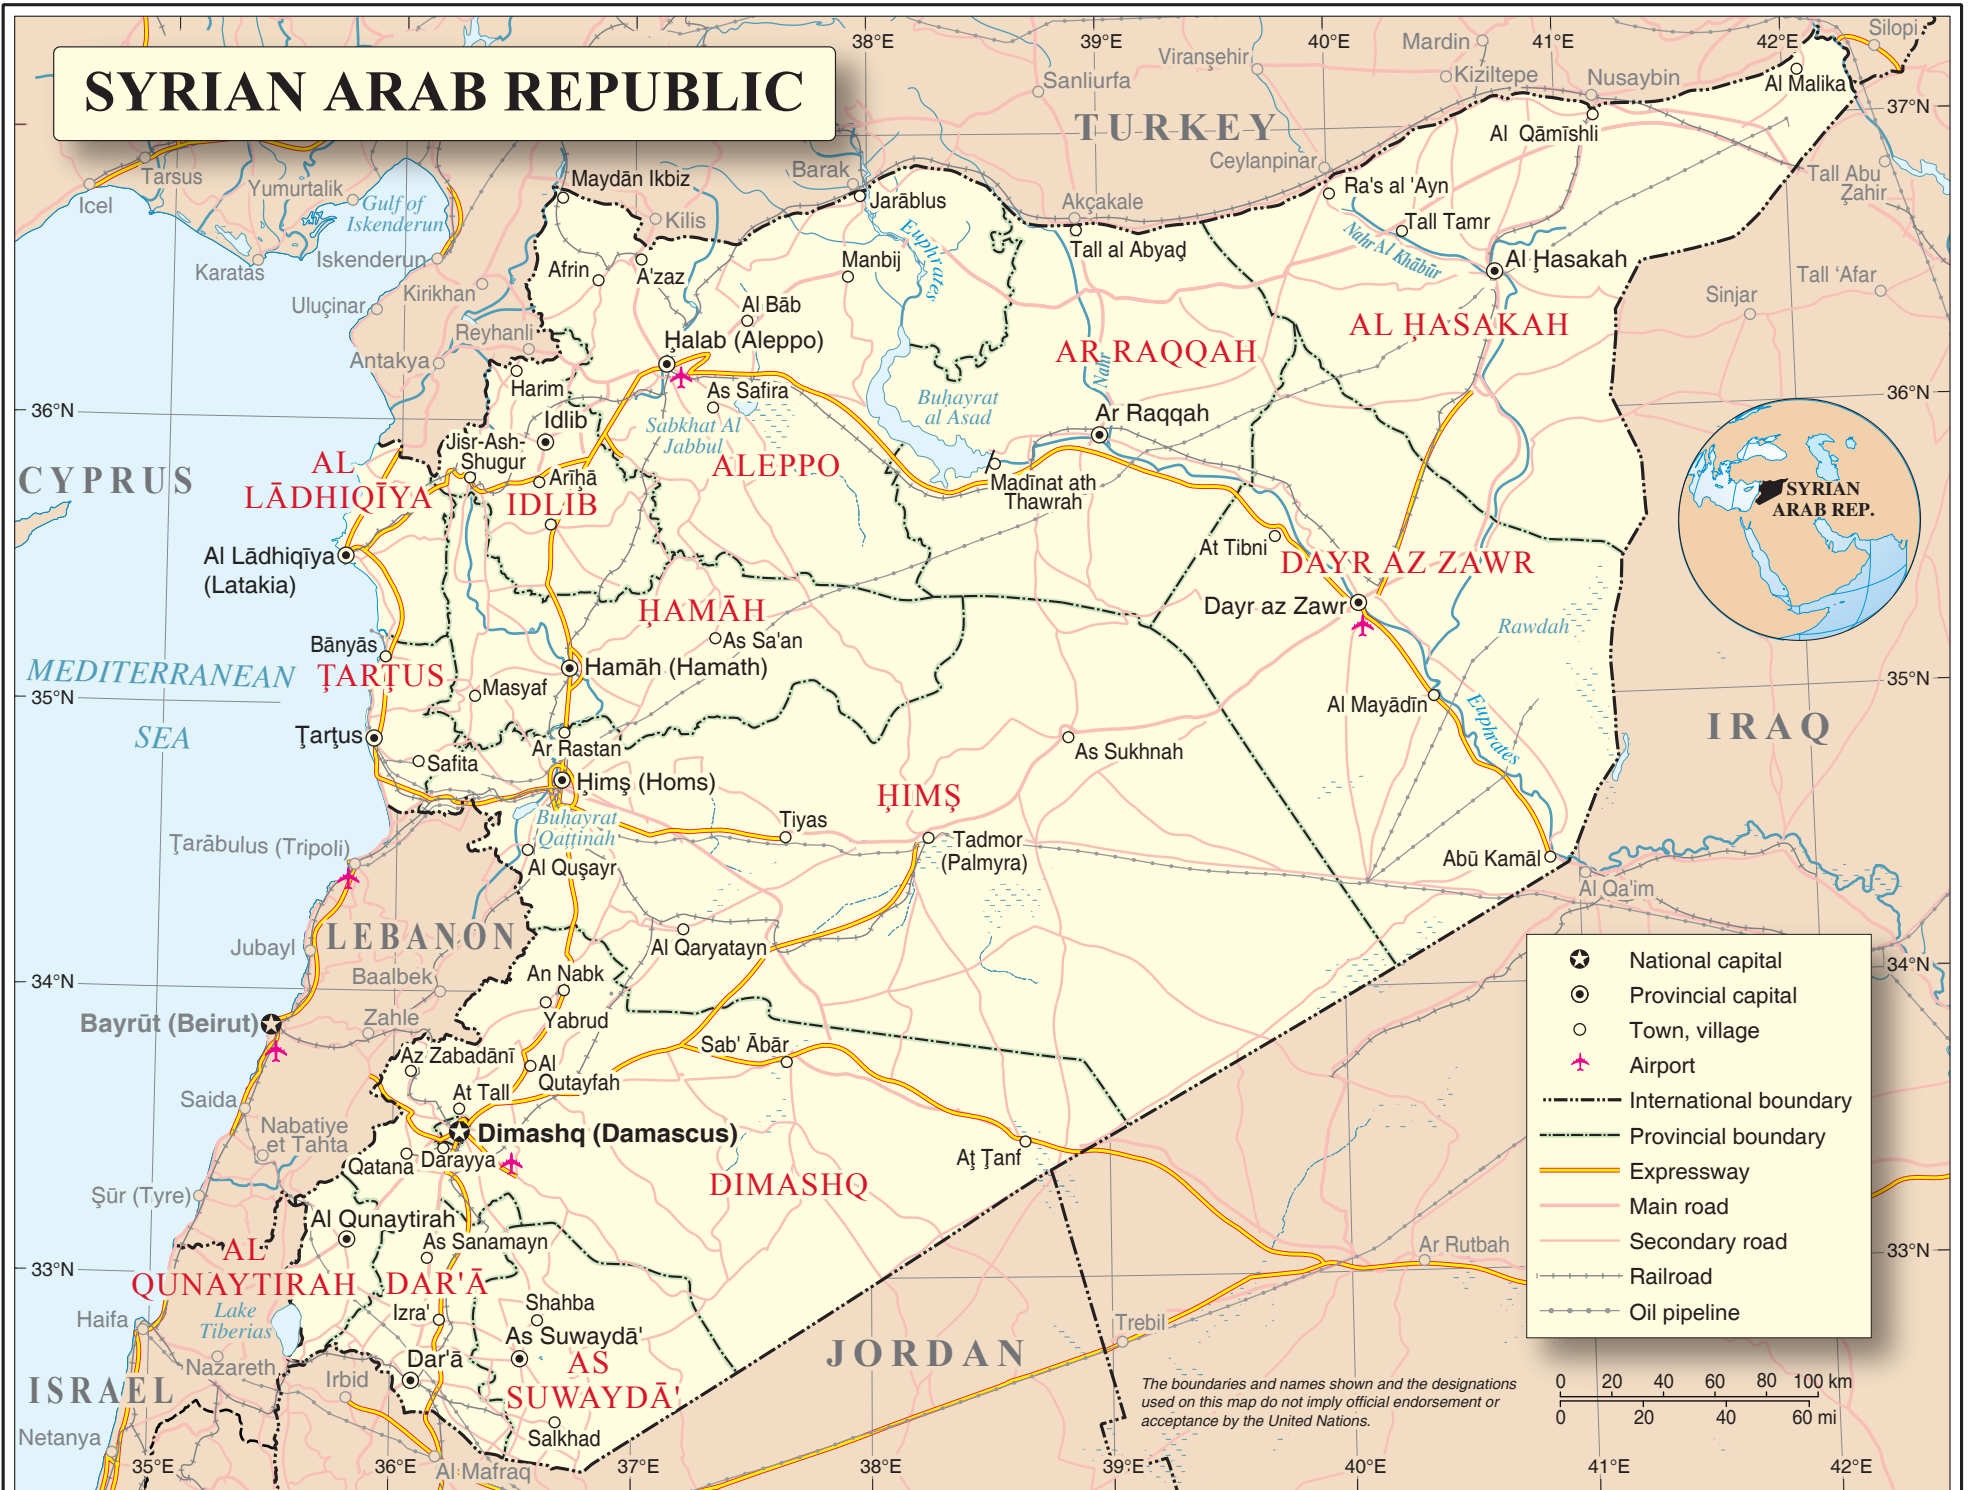 SYRIAN ARAB REPUBLIC
38°E
39°E
40°E
41°E
42°E
Silopi
Mardin
Viranşehir
Kiziltepe
Nusaybin
Sanliurfa
Al Malika
37°N
TURKEY
Al Qāmīshli
Ceylanpinar
Barak
Tarsus
Yumurtalik
Icel
Gulf of
Iskenderun
Maydān Ikbiz
Kilis
Jarāblus
Akçakale
Ra's al 'Ayn
Tall Abu
Zahir
Tall Tamr
Tall al Abyaḑ
Nahr Al Khābūr
Euphrates
Karatas
Iskenderun
Afrin
A'zaz
Manbij
Al Ḩasakah
Tall 'Afar
Sinjar
Kirikhan
Uluçinar
Al Bāb
Reyhanli
Antakya
Ḩalab (Aleppo)
AR RAQQAH
AL ḨASAKAH
Nahr
Harim
As Safira
36°N
36°N
Idlib
Sabkhat Al
Jabbul
Buḩayrat
al Asad
Ar Raqqah
Jisr-Ash-
Shugur
AL
LĀDHIQĪYA
CYPRUS
Arīḩā
IDLIB
ALEPPO
Madīnat ath
Thawrah
SYRIAN
ARAB REP.
At Tibni
DAYR AZ ZAWR
Al Lādhiqīya
(Latakia)
ḨAMĀH
Dayr az Zawr
Rawdah
As Sa'an
Bānyās
Hamāh (Hamath)
MEDITERRANEAN
SEA
ŢARŢUS
Masyaf
35°N
35°N
Al Mayādīn
Euphrates
IRAQ
Ţarţus
Ar Rastan
As Sukhnah
Safita
Ḩimş (Homs)
ḨIMŞ
Buhayrat
Qaţţinah
Tiyas
Tadmor
(Palmyra)
Ţarābulus (Tripoli)
Al Quşayr
Abū Kamāl
Al Qa'im
LEBANON
Jubayl
Al Qaryatayn
Baalbek
An Nabk
34°N
34°N
Yabrud
Bayrūt (Beirut)
Zahle
Az Zabadānī
Sab' Ābār
Al
Qutayfah
At Tall
Saida
Nabatiye
et Tahta
Dimashq (Damascus)
Qatana
Darayya
Aţ Ţanf
DIMASHQ
Şūr (Tyre)
Al Qunaytirah
As Sanamayn
AL
QUNAYTIRAH
DAR'Ā
33°N
33°N
Izra'
Shahba
Haifa
Lake
Tiberias
As Suwaydā'
Nazareth
Dar'ā
AS
SUWAYDĀ'
Irbid
ISRAEL
JORDAN
Trebil
Ar Rutbah
Salkhad
Netanya
Al Mafraq
35°E
36°E
37°E
38°E
39°E
40°E
41°E
42°E
National capital
Provincial capital
Town, village
Airport
International boundary
Provincial boundary
Expressway
Main road
Secondary road
Railroad
Oil pipeline
0 20 40 60 80 100 km
0 20 40 60 mi
The boundaries and names shown and the designations
used on this map do not imply official endorsement or
acceptance by the United Nations.